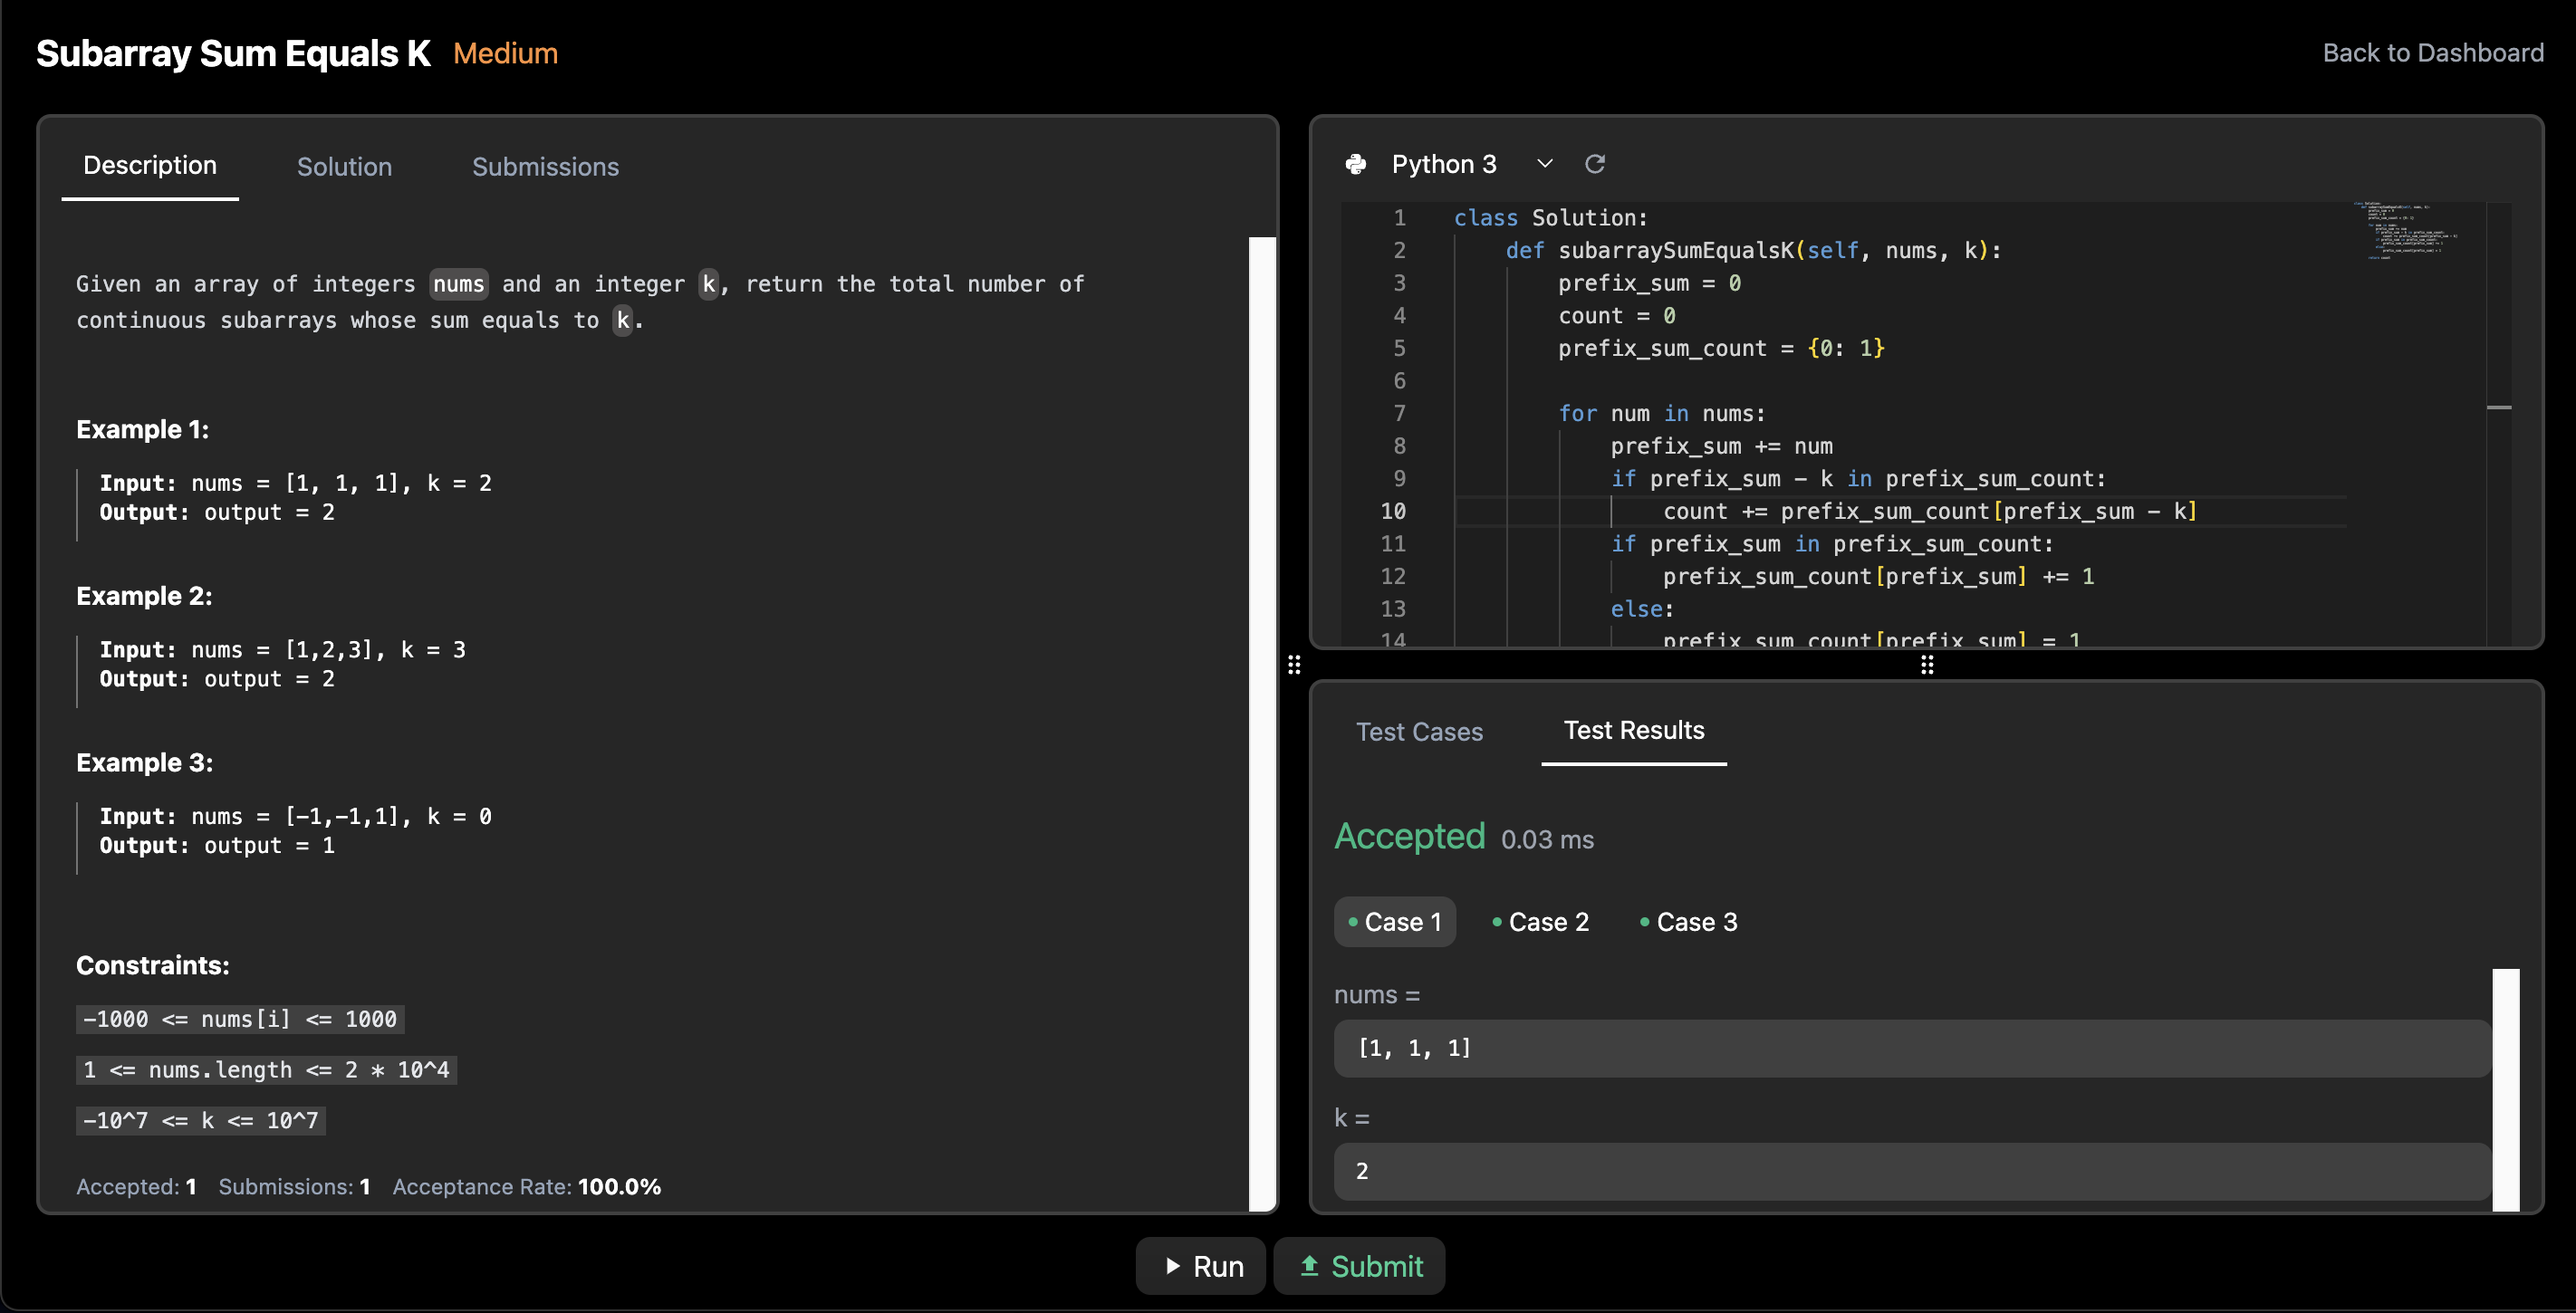 Subarray Sum Equals K Medium
Back to Dashboard
Description Solution Submissions
Given an array of integers nums and an integer k, return the total number of
continuous subarrays whose sum equals to k.
Example 1:
Input: nums = [1, 1, 1], k = 2
Output: output = 2
Example 2:
Input: nums = [1,2,3], k = 3
Output: output = 2
Example 3:
Input: nums = [-1,-1,1], k = 0
Output: output = 1
Constraints:
-1000 <= nums[i] <= 1000
1 <= nums.length <= 2 * 10^4
-10^7 <= k <= 10^7
Accepted: 1 Submissions: 1 Acceptance Rate: 100.0%
Python 3
1 class Solution:
2 def subarraySumEqualsK(self, nums, k):
3 prefix_sum = 0
4 count = 0
5 prefix_sum_count = {0: 1}
6
7 for num in nums:
8 prefix_sum += num
9 if prefix_sum - k in prefix_sum_count:
10 count += prefix_sum_count[prefix_sum - k]
11 if prefix_sum in prefix_sum_count:
12 prefix_sum_count[prefix_sum] += 1
13 else:
14 prefix_sum_count[prefix_sum] = 1
Test Cases Test Results
Accepted 0.03 ms
Case 1 Case 2 Case 3
nums =
[1, 1, 1]
k =
2
Run Submit